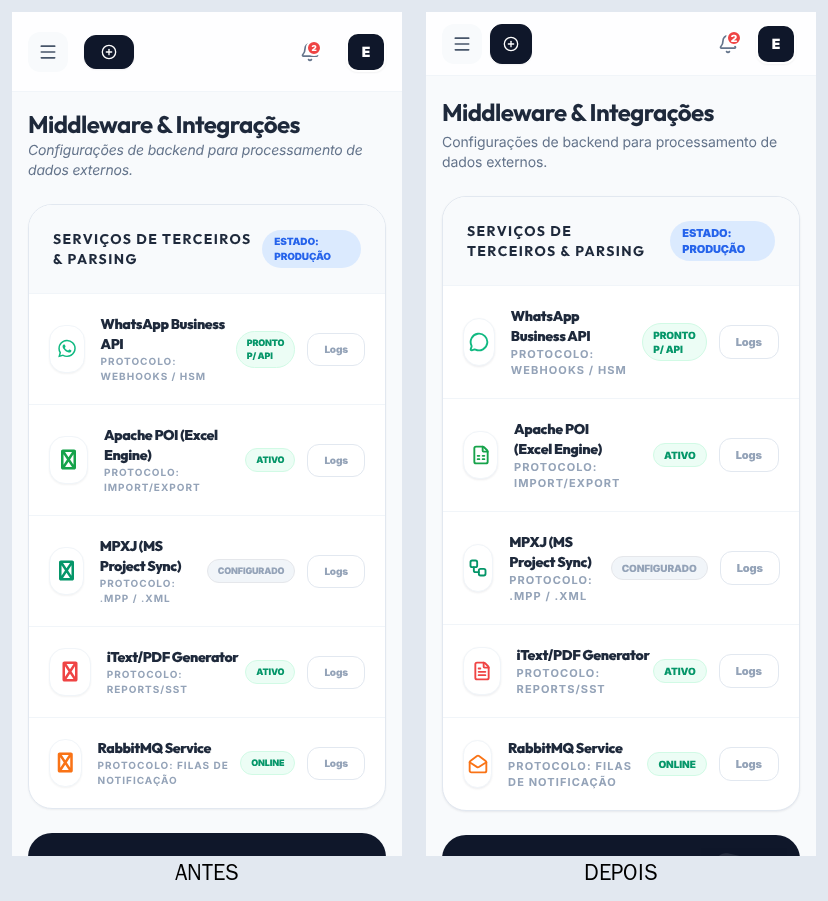 2
E
Middleware & Integrações
Configurações de backend para processamento de
dados externos.
SERVIÇOS DE TERCEIROS
& PARSING
ESTADO:
PRODUÇÃO
WhatsApp Business
API
PROTOCOLO:
WEBHOOKS / HSM
PRONTO
P/ API
Logs
Apache POI (Excel
Engine)
PROTOCOLO:
IMPORT/EXPORT
ATIVO
Logs
MPXJ (MS
Project Sync)
PROTOCOLO:
.MPP / .XML
CONFIGURADO
Logs
iText/PDF Generator
PROTOCOLO:
REPORTS/SST
ATIVO
Logs
RabbitMQ Service
PROTOCOLO: FILAS DE
NOTIFICAÇÃO
ONLINE
Logs
ANTES
2
E
Middleware & Integrações
Configurações de backend para processamento de
dados externos.
SERVIÇOS DE
TERCEIROS & PARSING
ESTADO:
PRODUÇÃO
WhatsApp
Business API
PROTOCOLO:
WEBHOOKS / HSM
PRONTO
P/ API
Logs
Apache POI
(Excel Engine)
PROTOCOLO:
IMPORT/EXPORT
ATIVO
Logs
MPXJ (MS
Project Sync)
PROTOCOLO:
.MPP / .XML
CONFIGURADO
Logs
iText/PDF Generator
PROTOCOLO:
REPORTS/SST
ATIVO
Logs
RabbitMQ Service
PROTOCOLO: FILAS
DE NOTIFICAÇÃO
ONLINE
Logs
DEPOIS